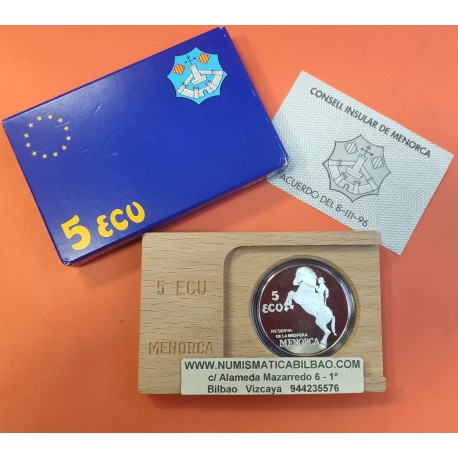 5 ECU
CONSELL INSULAR DE MENORCA
ACUERDO DEL 8-III-96
5 ECU
MENORCA
5
ECU
RESERVA
DE LA BIOSFERA
MENORCA
WWW.NUMISMATICABILBAO.COM
c/ Alameda Mazarredo 6 - 1ª
Bilbao Vizcaya 944235576